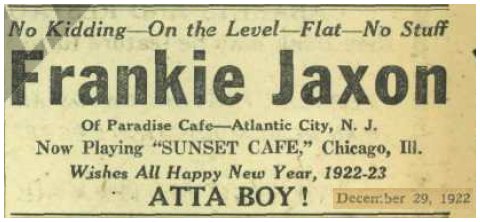 No Kidding—On the Level—Flat—No Stuff
Frankie Jaxon
Of Paradise Cafe—Atlantic City, N. J.
Now Playing "SUNSET CAFE," Chicago, Ill.
Wishes All Happy New Year, 1922-23
ATTA BOY!
December 29, 1922